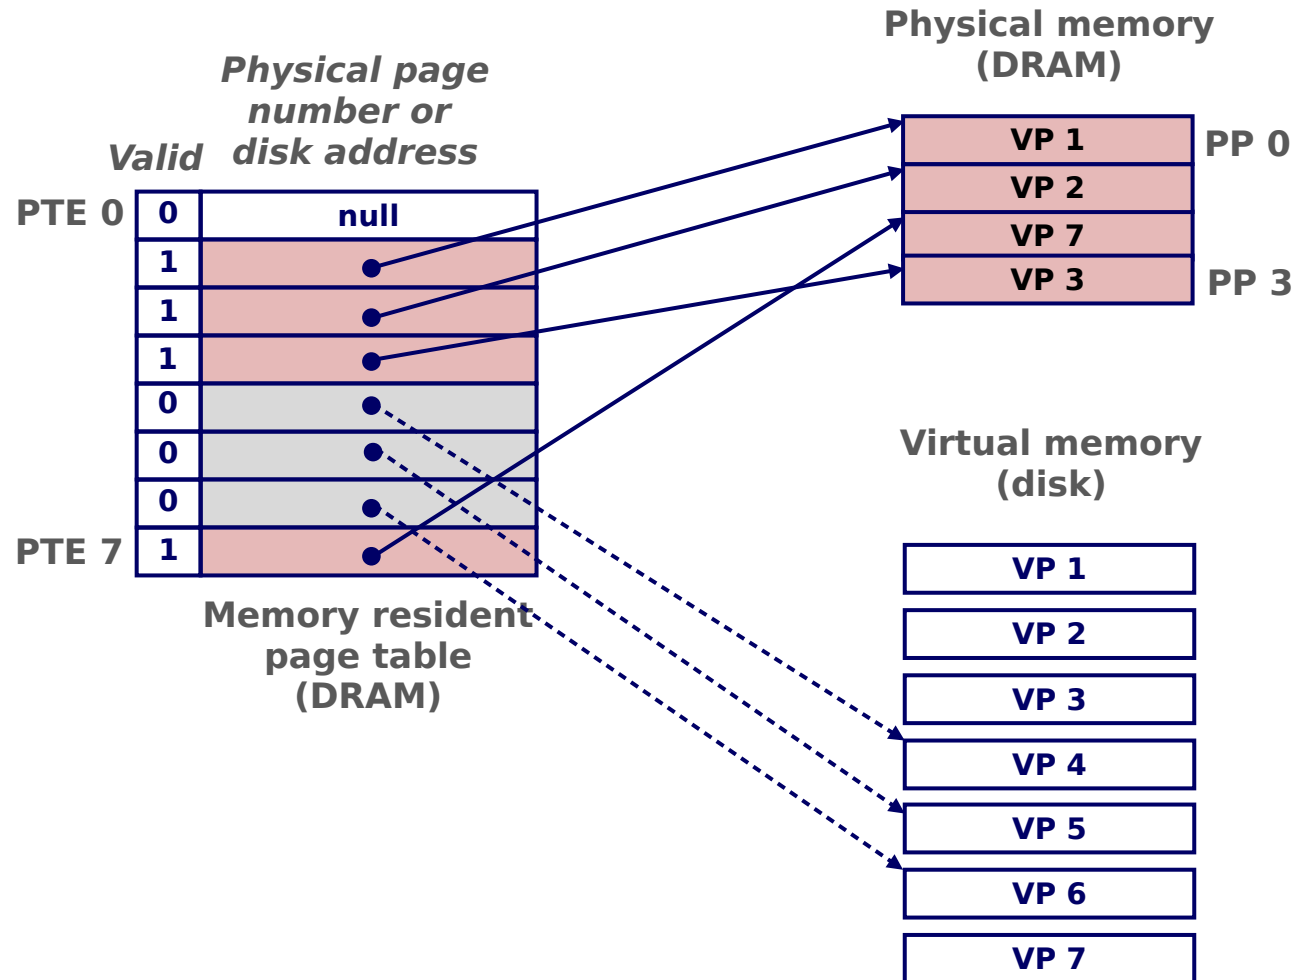 Physical memory
(DRAM)
Physical page
number or
disk address
Valid
VP 1
PP 0
VP 2
VP 7
VP 3
PP 3
PTE 0
0
null
1
1
1
0
0
0
PTE 7
1
Memory resident
page table
(DRAM)
Virtual memory
(disk)
VP 1
VP 2
VP 3
VP 4
VP 5
VP 6
VP 7